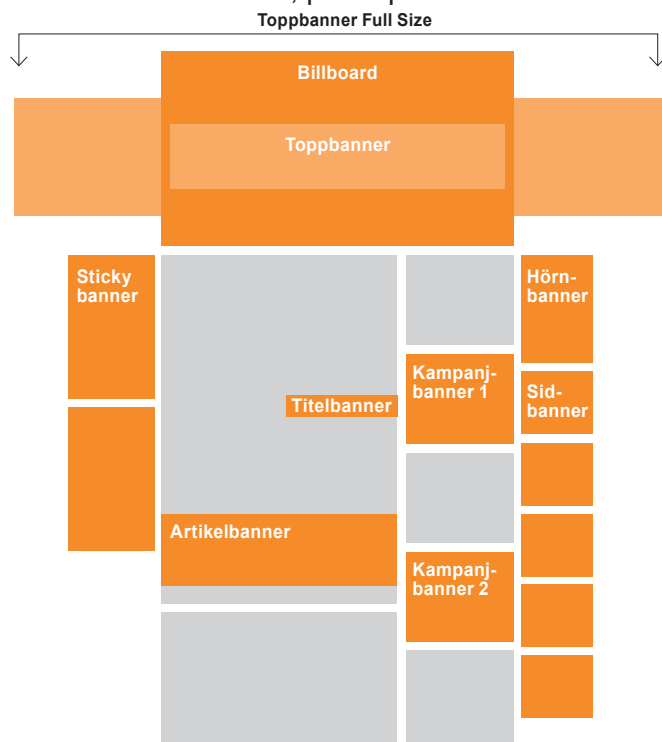 Toppbanner Full Size
Billboard
Toppbanner
Sticky
banner
Hörn-
banner
Kampanj-
banner 1
Sid-
banner
Titelbanner
Artikelbanner
Kampanj-
banner 2